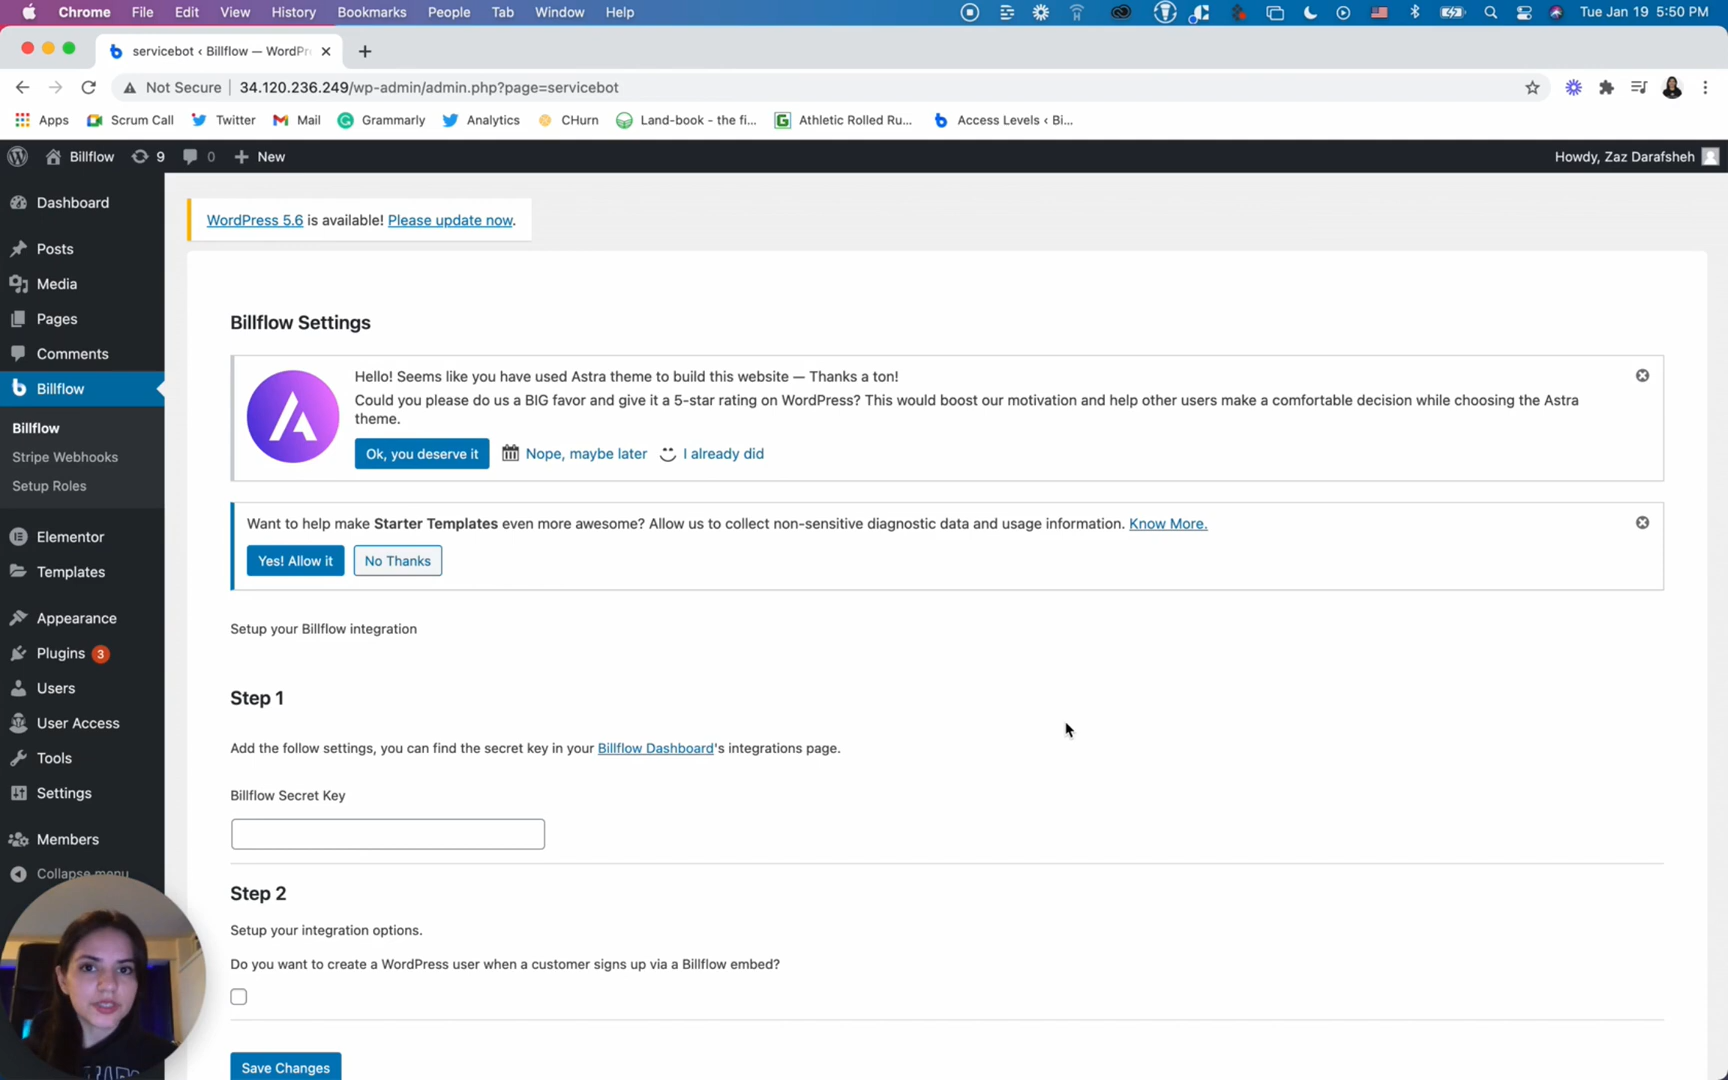 Chrome File Edit View History Bookmarks People Tab Window Help Tue Jan 19 5:50 PM
servicebot ‹ Billflow — WordPr
Not Secure 34.120.236.249/wp-admin/admin.php?page=servicebot
Apps Scrum Call Twitter Mail Grammarly Analytics CHurn Land-book - the fi... Athletic Rolled Ru... Access Levels ‹ Bi...
Billflow 9 0 New Howdy, Zaz Darafsheh
Dashboard
Posts
Media
Pages
Comments
Billflow
Billflow
Stripe Webhooks
Setup Roles
Elementor
Templates
Appearance
Plugins 3
Users
User Access
Tools
Settings
Members
Collapse menu
WordPress 5.6 is available! Please update now.
Billflow Settings
Hello! Seems like you have used Astra theme to build this website — Thanks a ton!
Could you please do us a BIG favor and give it a 5-star rating on WordPress? This would boost our motivation and help other users make a comfortable decision while choosing the Astra
theme.
Ok, you deserve it Nope, maybe later I already did
Want to help make Starter Templates even more awesome? Allow us to collect non-sensitive diagnostic data and usage information. Know More.
Yes! Allow it No Thanks
Setup your Billflow integration
Step 1
Add the follow settings, you can find the secret key in your Billflow Dashboard's integrations page.
Billflow Secret Key
Step 2
Setup your integration options.
Do you want to create a WordPress user when a customer signs up via a Billflow embed?
Save Changes